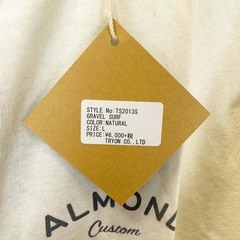 STYLE No:TS2013S
GRAVEL SURF
COLOR:NATURAL
SIZE:L
PRICE:¥6,000+税
TRYON CO.,LTD
ALMOND
Custom